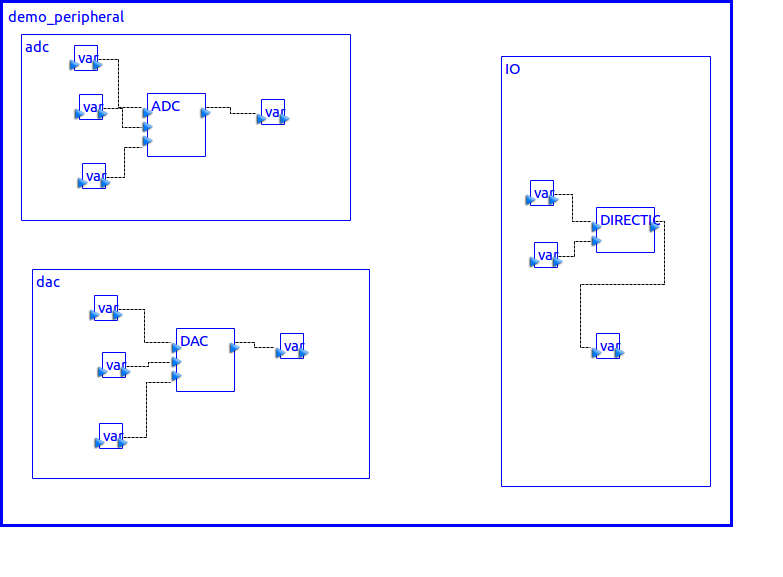 demo_peripheral
adc
var
var
ADC
var
var
IO
var
DIRECTIC
var
var
dac
var
DAC
var
var
var